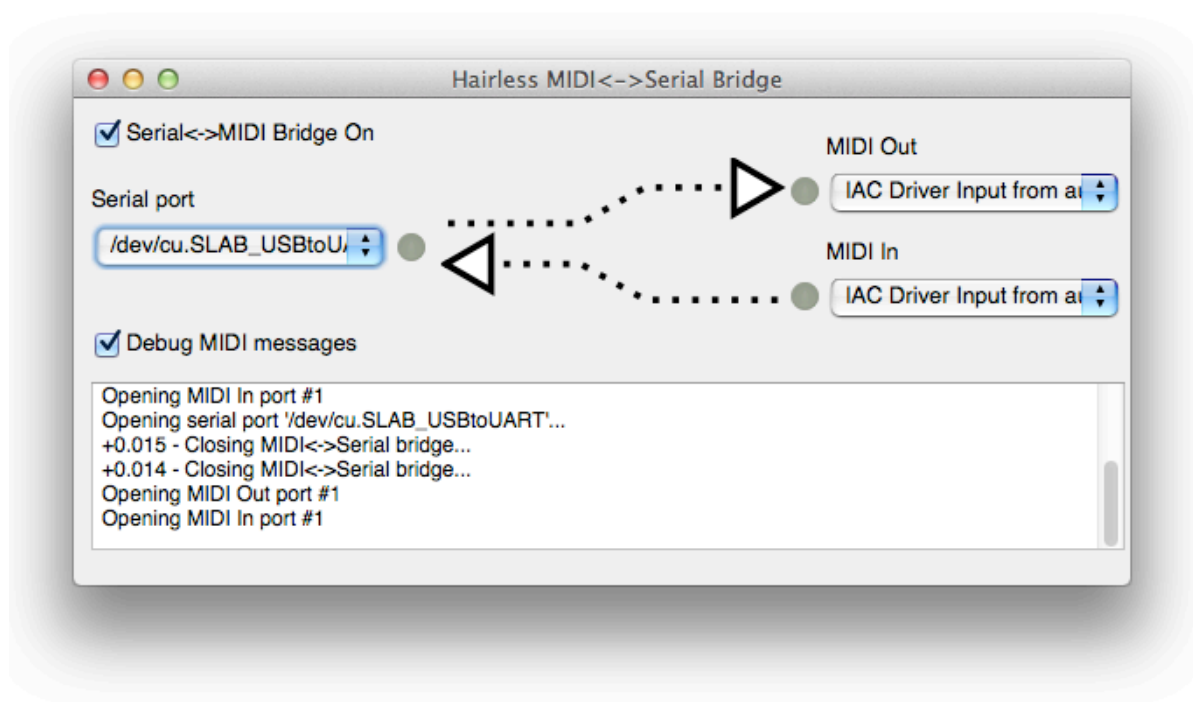 Hairless MIDI<->Serial Bridge
Serial<->MIDI Bridge On
MIDI Out
IAC Driver Input from
Serial port
/dev/cu.SLAB_USBtoU
MIDI In
IAC Driver Input from
Debug MIDI messages
Opening MIDI In port #1
Opening serial port '/dev/cu.SLAB_USBtoUART'...
+0.015 - Closing MIDI<->Serial bridge...
+0.014 - Closing MIDI<->Serial bridge...
Opening MIDI Out port #1
Opening MIDI In port #1